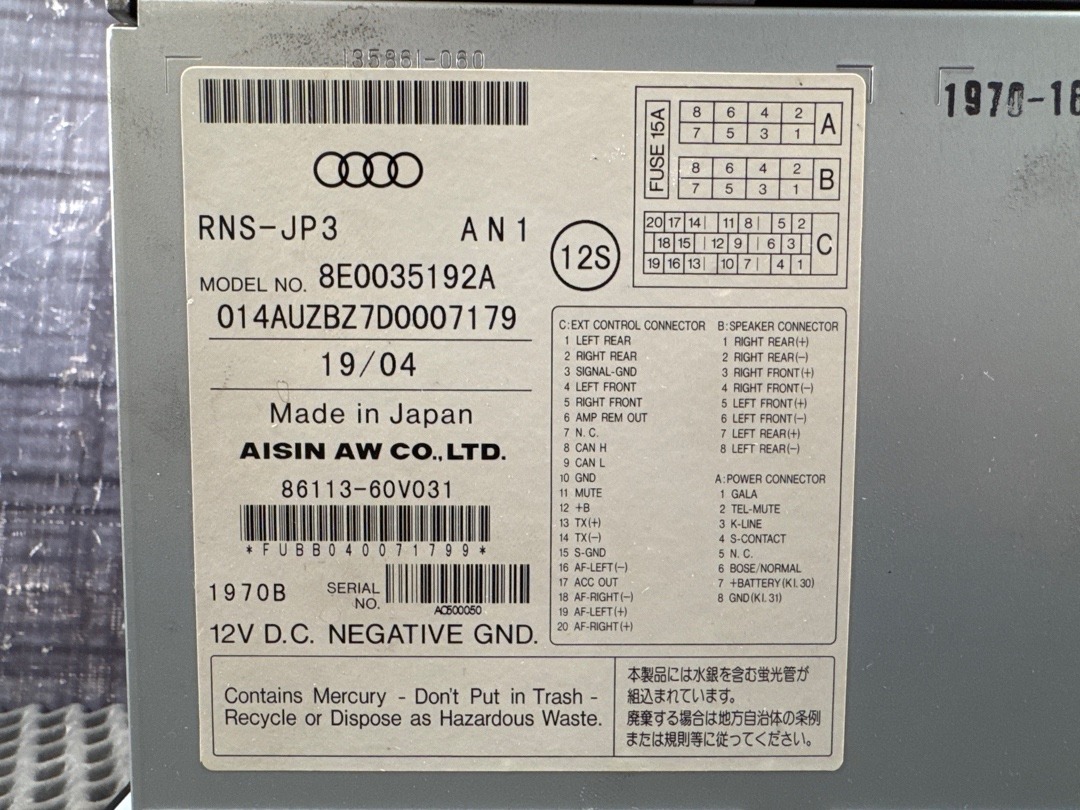 135861-060
1970-16
RNS-JP3 AN1
MODEL NO. 8E0035192A
014AUZBZ7D0007179
19/04
Made in Japan
AISIN AW CO.,LTD.
86113-60V031
*FUBB040071799*
1970B SERIAL NO.
AC500050
12V D.C. NEGATIVE GND.
12S
FUSE 15A
8 6 4 2 A
7 5 3 1
8 6 4 2 B
7 5 3 1
20 17 14 11 8 5 2
18 15 12 9 6 3 C
19 16 13 10 7 4 1
C:EXT CONTROL CONNECTOR
1 LEFT REAR
2 RIGHT REAR
3 SIGNAL-GND
4 LEFT FRONT
5 RIGHT FRONT
6 AMP REM OUT
7 N.C.
8 CAN H
9 CAN L
10 GND
11 MUTE
12 +B
13 TX(+)
14 TX(-)
15 S-GND
16 AF-LEFT(-)
17 ACC OUT
18 AF-RIGHT(-)
19 AF-LEFT(+)
20 AF-RIGHT(+)
B:SPEAKER CONNECTOR
1 RIGHT REAR(+)
2 RIGHT REAR(-)
3 RIGHT FRONT(+)
4 RIGHT FRONT(-)
5 LEFT FRONT(+)
6 LEFT FRONT(-)
7 LEFT REAR(+)
8 LEFT REAR(-)
A:POWER CONNECTOR
1 GALA
2 TEL-MUTE
3 K-LINE
4 S-CONTACT
5 N.C.
6 BOSE/NORMAL
7 +BATTERY(KI.30)
8 GND(KI.31)
Contains Mercury - Don't Put in Trash -
Recycle or Dispose as Hazardous Waste.
本製品には水銀を含む蛍光管が
組込まれています。
廃棄する場合は地方自治体の条例
または規則等に従ってください。